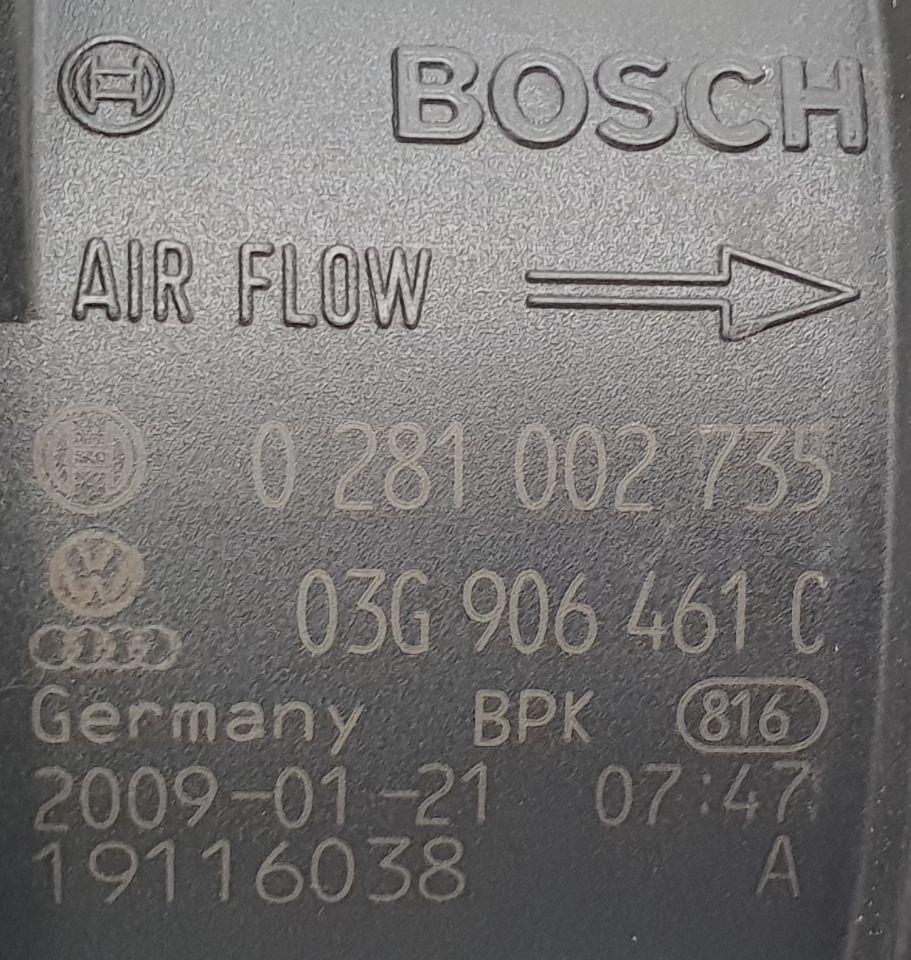 BOSCH
AIR FLOW
0 281 002 735
03G 906 461 C
Germany BPK 816
2009-01-21 07:47
19116038 A